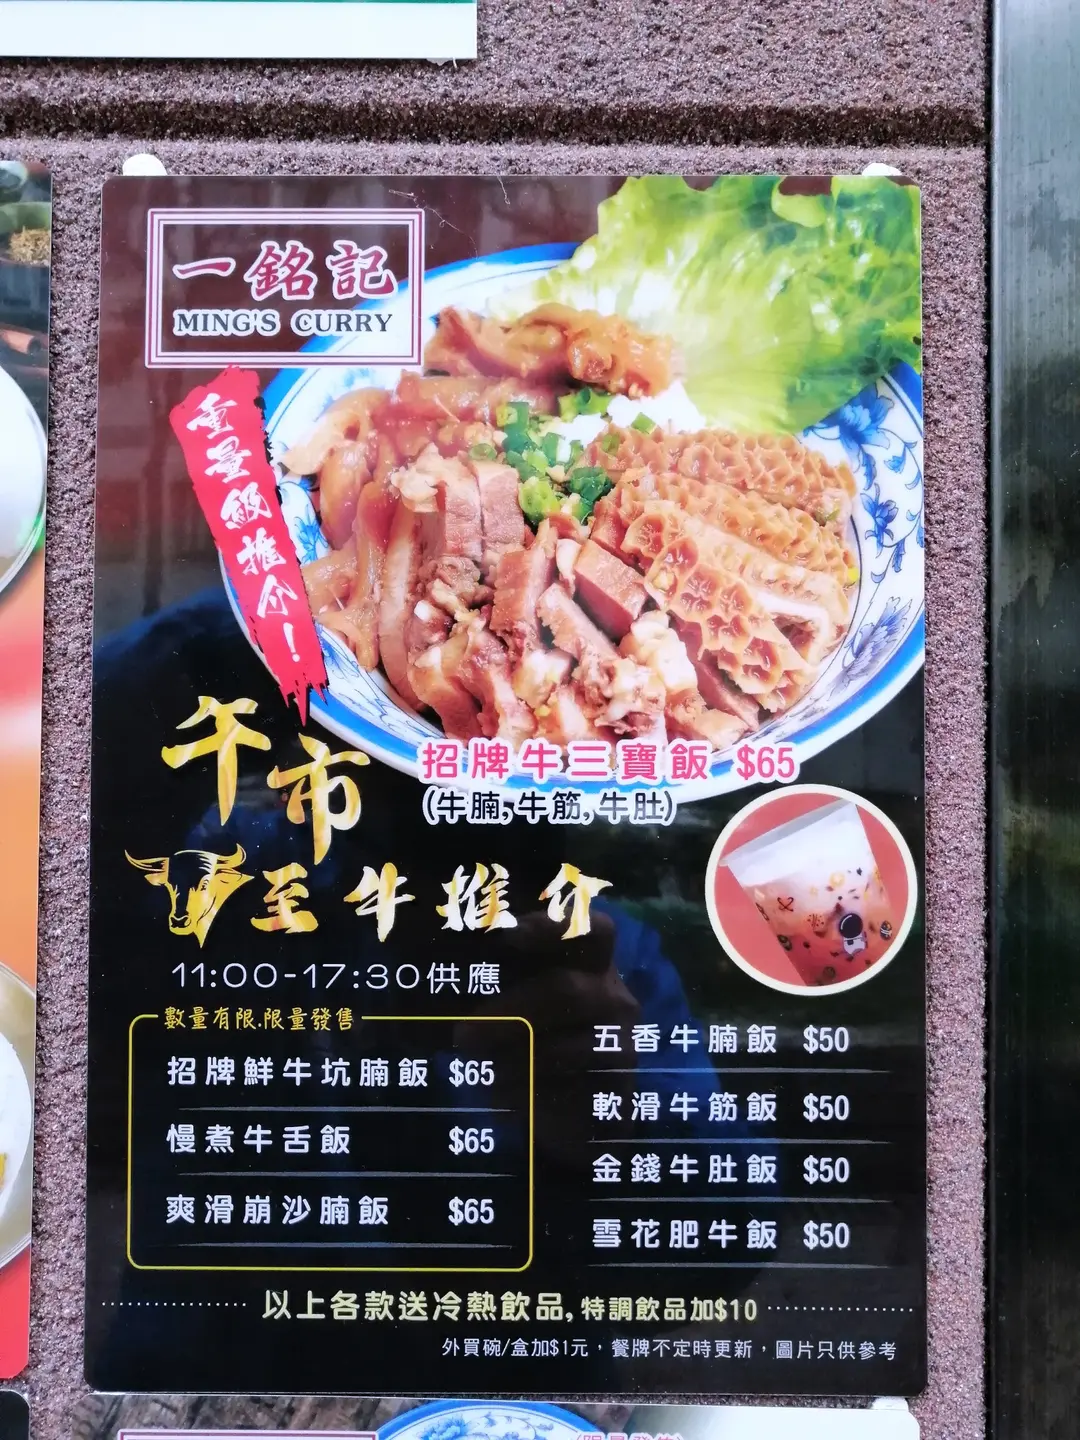 一銘記
MING'S CURRY
重量級推介！
招牌牛三寶飯 $65
(牛腩,牛筋,牛肚)
午市
至牛推介
11:00-17:30供應
數量有限.限量發售
招牌鮮牛坑腩飯 $65
慢煮牛舌飯 $65
爽滑崩沙腩飯 $65
五香牛腩飯 $50
軟滑牛筋飯 $50
金錢牛肚飯 $50
雪花肥牛飯 $50
以上各款送冷熱飲品,特調飲品加$10
外買碗/盒加$1元，餐牌不定時更新，圖片只供參考